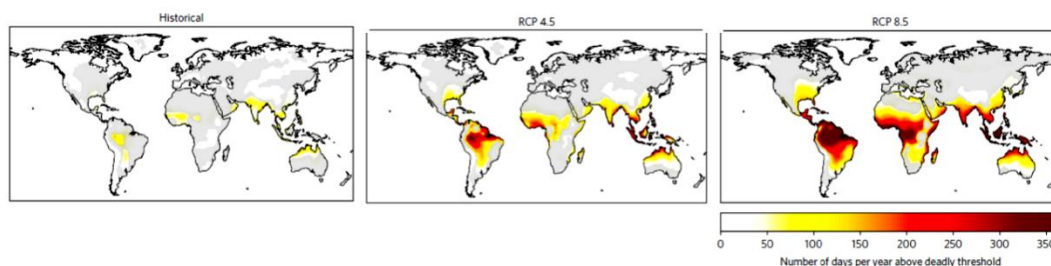 Historical
RCP 4.5
RCP 8.5
0 50 100 150 200 250 300 350
Number of days per year above deadly threshold